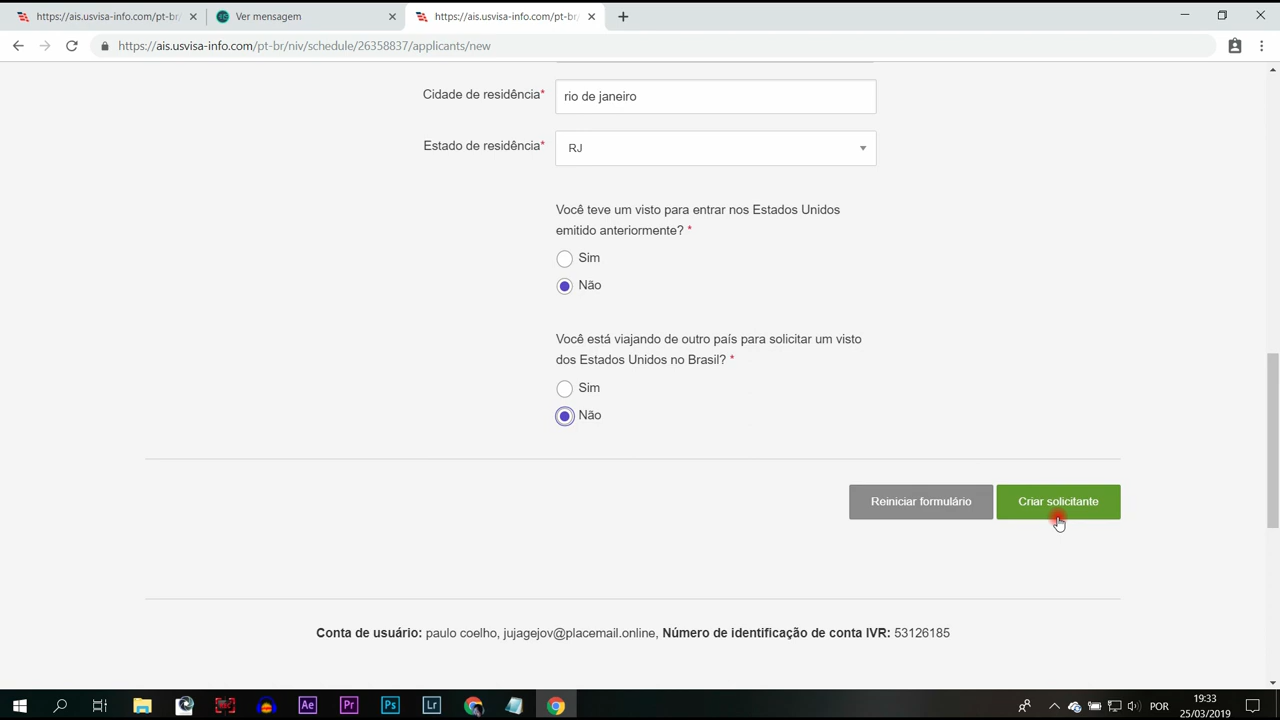 https://ais.usvisa-info.com/pt-br/
Ver mensagem
https://ais.usvisa-info.com/pt-br/
https://ais.usvisa-info.com/pt-br/niv/schedule/26358837/applicants/new
Cidade de residência*
rio de janeiro
Estado de residência*
RJ
Você teve um visto para entrar nos Estados Unidos
emitido anteriormente? *
Sim
Não
Você está viajando de outro país para solicitar um visto
dos Estados Unidos no Brasil? *
Sim
Não
Reiniciar formulário
Criar solicitante
Conta de usuário: paulo coelho, jujagejov@placemail.online, Número de identificação de conta IVR: 53126185
Ae
Pr
Ps
Lr
POR
19:33
25/03/2019